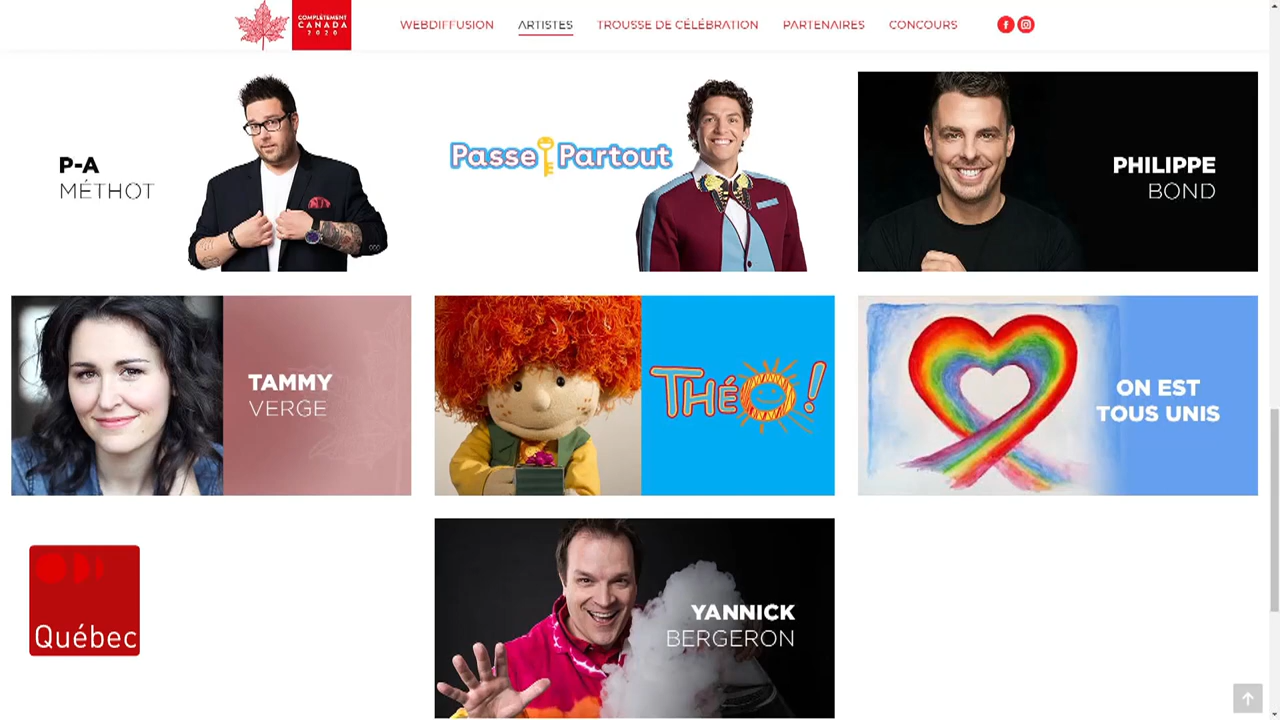 COMPLÈTEMENT
CANADA
2020
WEBDIFFUSION
ARTISTES
TROUSSE DE CÉLÉBRATION
PARTENAIRES
CONCOURS
P-A
MÉTHOT
Passe Partout
PHILIPPE
BOND
TAMMY
VERGE
THÉO!
ON EST
TOUS UNIS
Québec
YANNICK
BERGERON